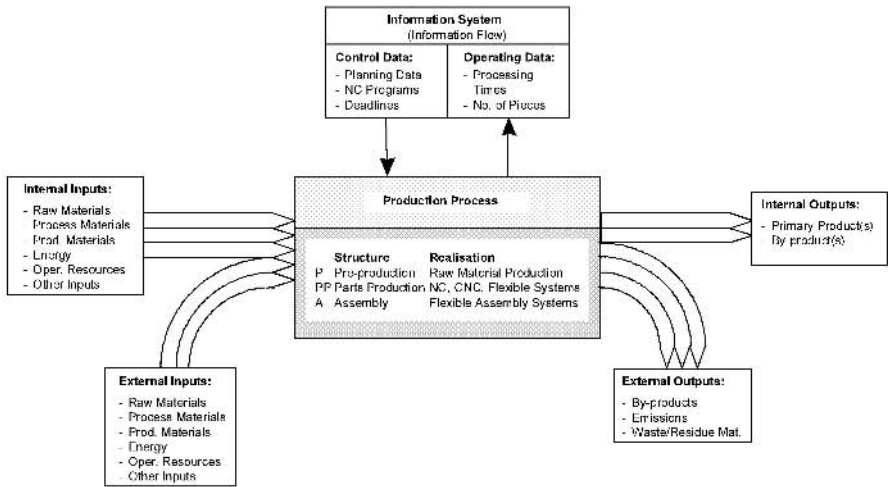 Information System
(Information Flow)
Control Data:
- Planning Data
- NC Programs
- Deadlines
Operating Data:
- Processing
Times
- No. of Pieces
Internal Inputs:
- Raw Materials
Process Materials
- Prod. Materials
- Energy
- Oper. Resources
- Other Inputs
Production Process
Structure Realisation
P Pre-production Raw Material Production
PP Parts Production NC, CNC, Flexible Systems
A Assembly Flexible Assembly Systems
Internal Outputs:
- Primary Product(s)
- By-product(s)
External Inputs:
- Raw Materials
- Process Materials
- Prod. Materials
- Energy
- Oper. Resources
- Other Inputs
External Outputs:
- By-products
- Emissions
- Waste/Residue Mat.